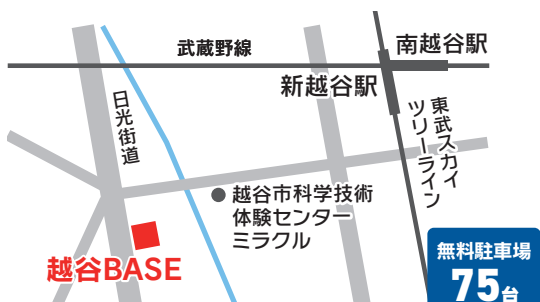 武蔵野線
南越谷駅
新越谷駅
日光街道
東武スカイ
ツリーライン
越谷市科学技術
体験センター
ミラクル
越谷BASE
無料駐車場
75台